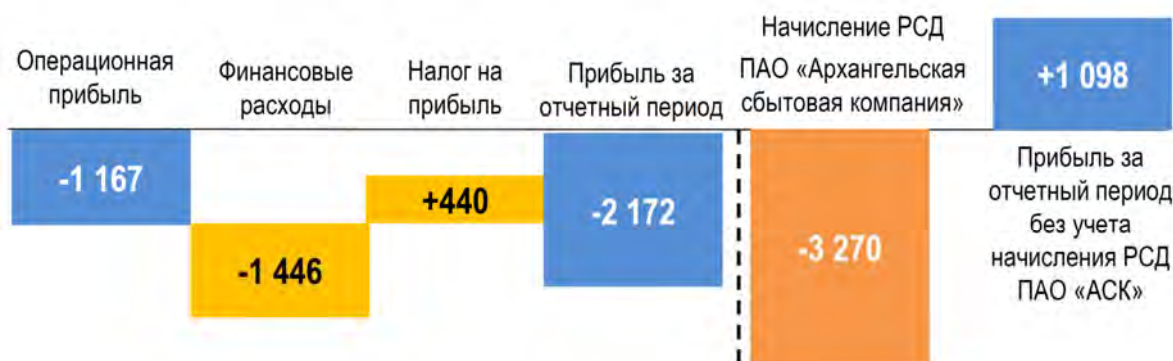 Операционная
прибыль
-1 167
Финансовые
расходы
-1 446
Налог на
прибыль
+440
Прибыль за
отчетный период
-2 172
Начисление РСД
ПАО «Архангельская
сбытовая компания»
-3 270
+1 098
Прибыль за
отчетный период
без учета
начисления РСД
ПАО «АСК»